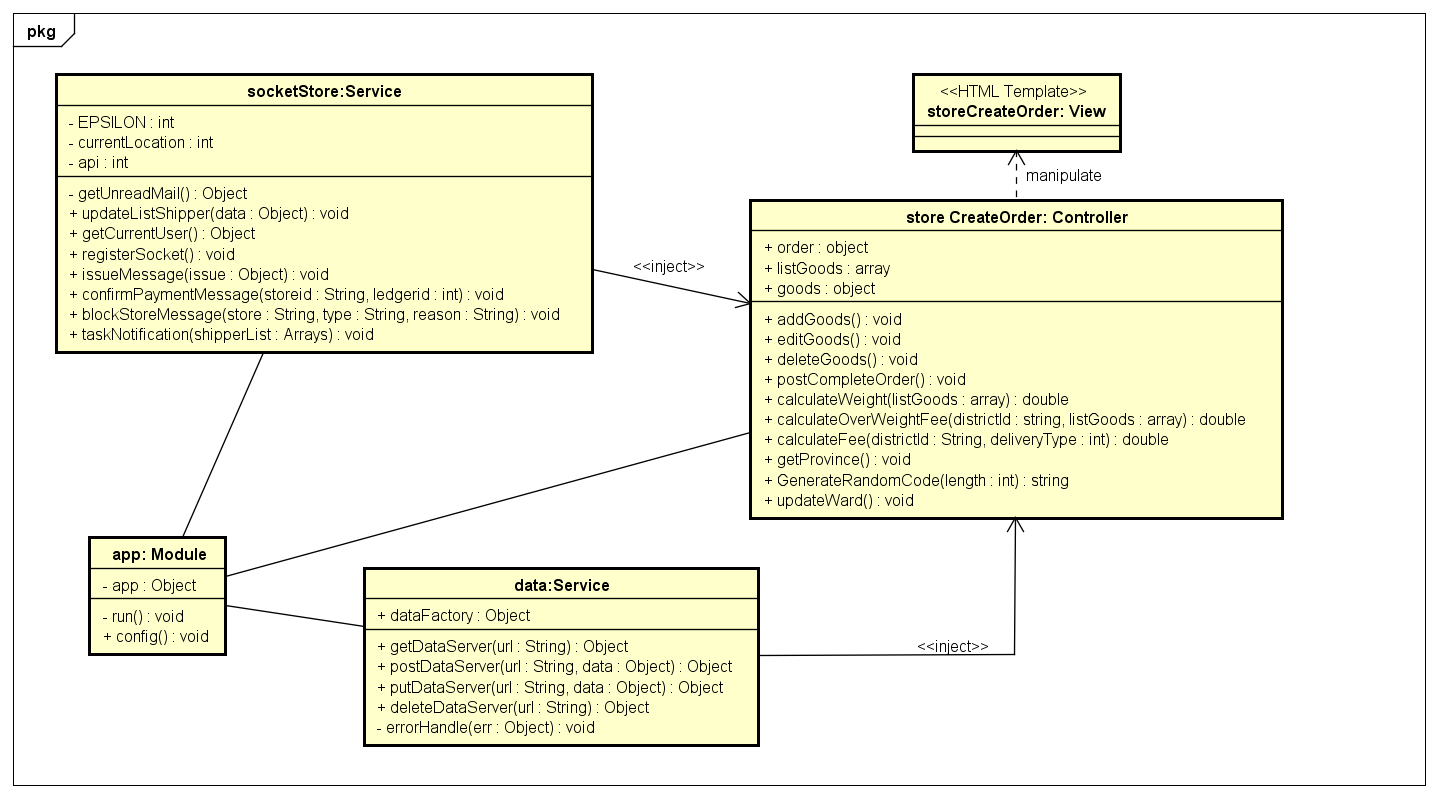 pkg
socketStore:Service
- EPSILON : int
- currentLocation : int
- api : int
- getUnreadMail() : Object
+ updateListShipper(data : Object) : void
+ getCurrentUser() : Object
+ registerSocket() : void
+ issueMessage(issue : Object) : void
+ confirmPaymentMessage(storeid : String, ledgerid : int) : void
+ blockStoreMessage(store : String, type : String, reason : String) : void
+ taskNotification(shipperList : Arrays) : void
<<HTML Template>>
storeCreateOrder: View
manipulate
<<inject>>
store CreateOrder: Controller
+ order : object
+ listGoods : array
+ goods : object
+ addGoods() : void
+ editGoods() : void
+ deleteGoods() : void
+ postCompleteOrder() : void
+ calculateWeight(listGoods : array) : double
+ calculateOverWeightFee(districtId : string, listGoods : array) : double
+ calculateFee(districtId : String, deliveryType : int) : double
+ getProvince() : void
+ GenerateRandomCode(length : int) : string
+ updateWard() : void
app: Module
- app : Object
- run() : void
+ config() : void
data:Service
+ dataFactory : Object
+ getDataServer(url : String) : Object
+ postDataServer(url : String, data : Object) : Object
+ putDataServer(url : String, data : Object) : Object
+ deleteDataServer(url : String) : Object
- errorHandle(err : Object) : void
<<inject>>